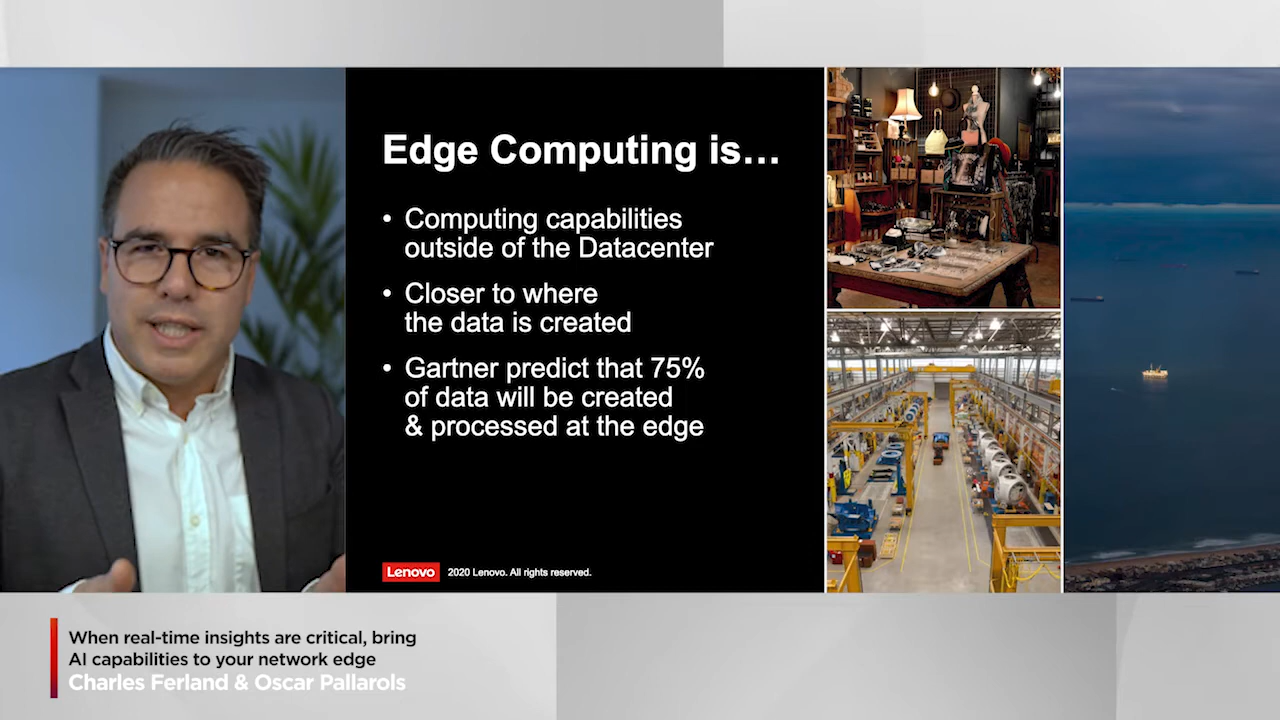 Edge Computing is…
• Computing capabilities
outside of the Datacenter
• Closer to where
the data is created
• Gartner predict that 75%
of data will be created
& processed at the edge
Lenovo 2020 Lenovo. All rights reserved.
When real-time insights are critical, bring
AI capabilities to your network edge
Charles Ferland & Oscar Pallarols